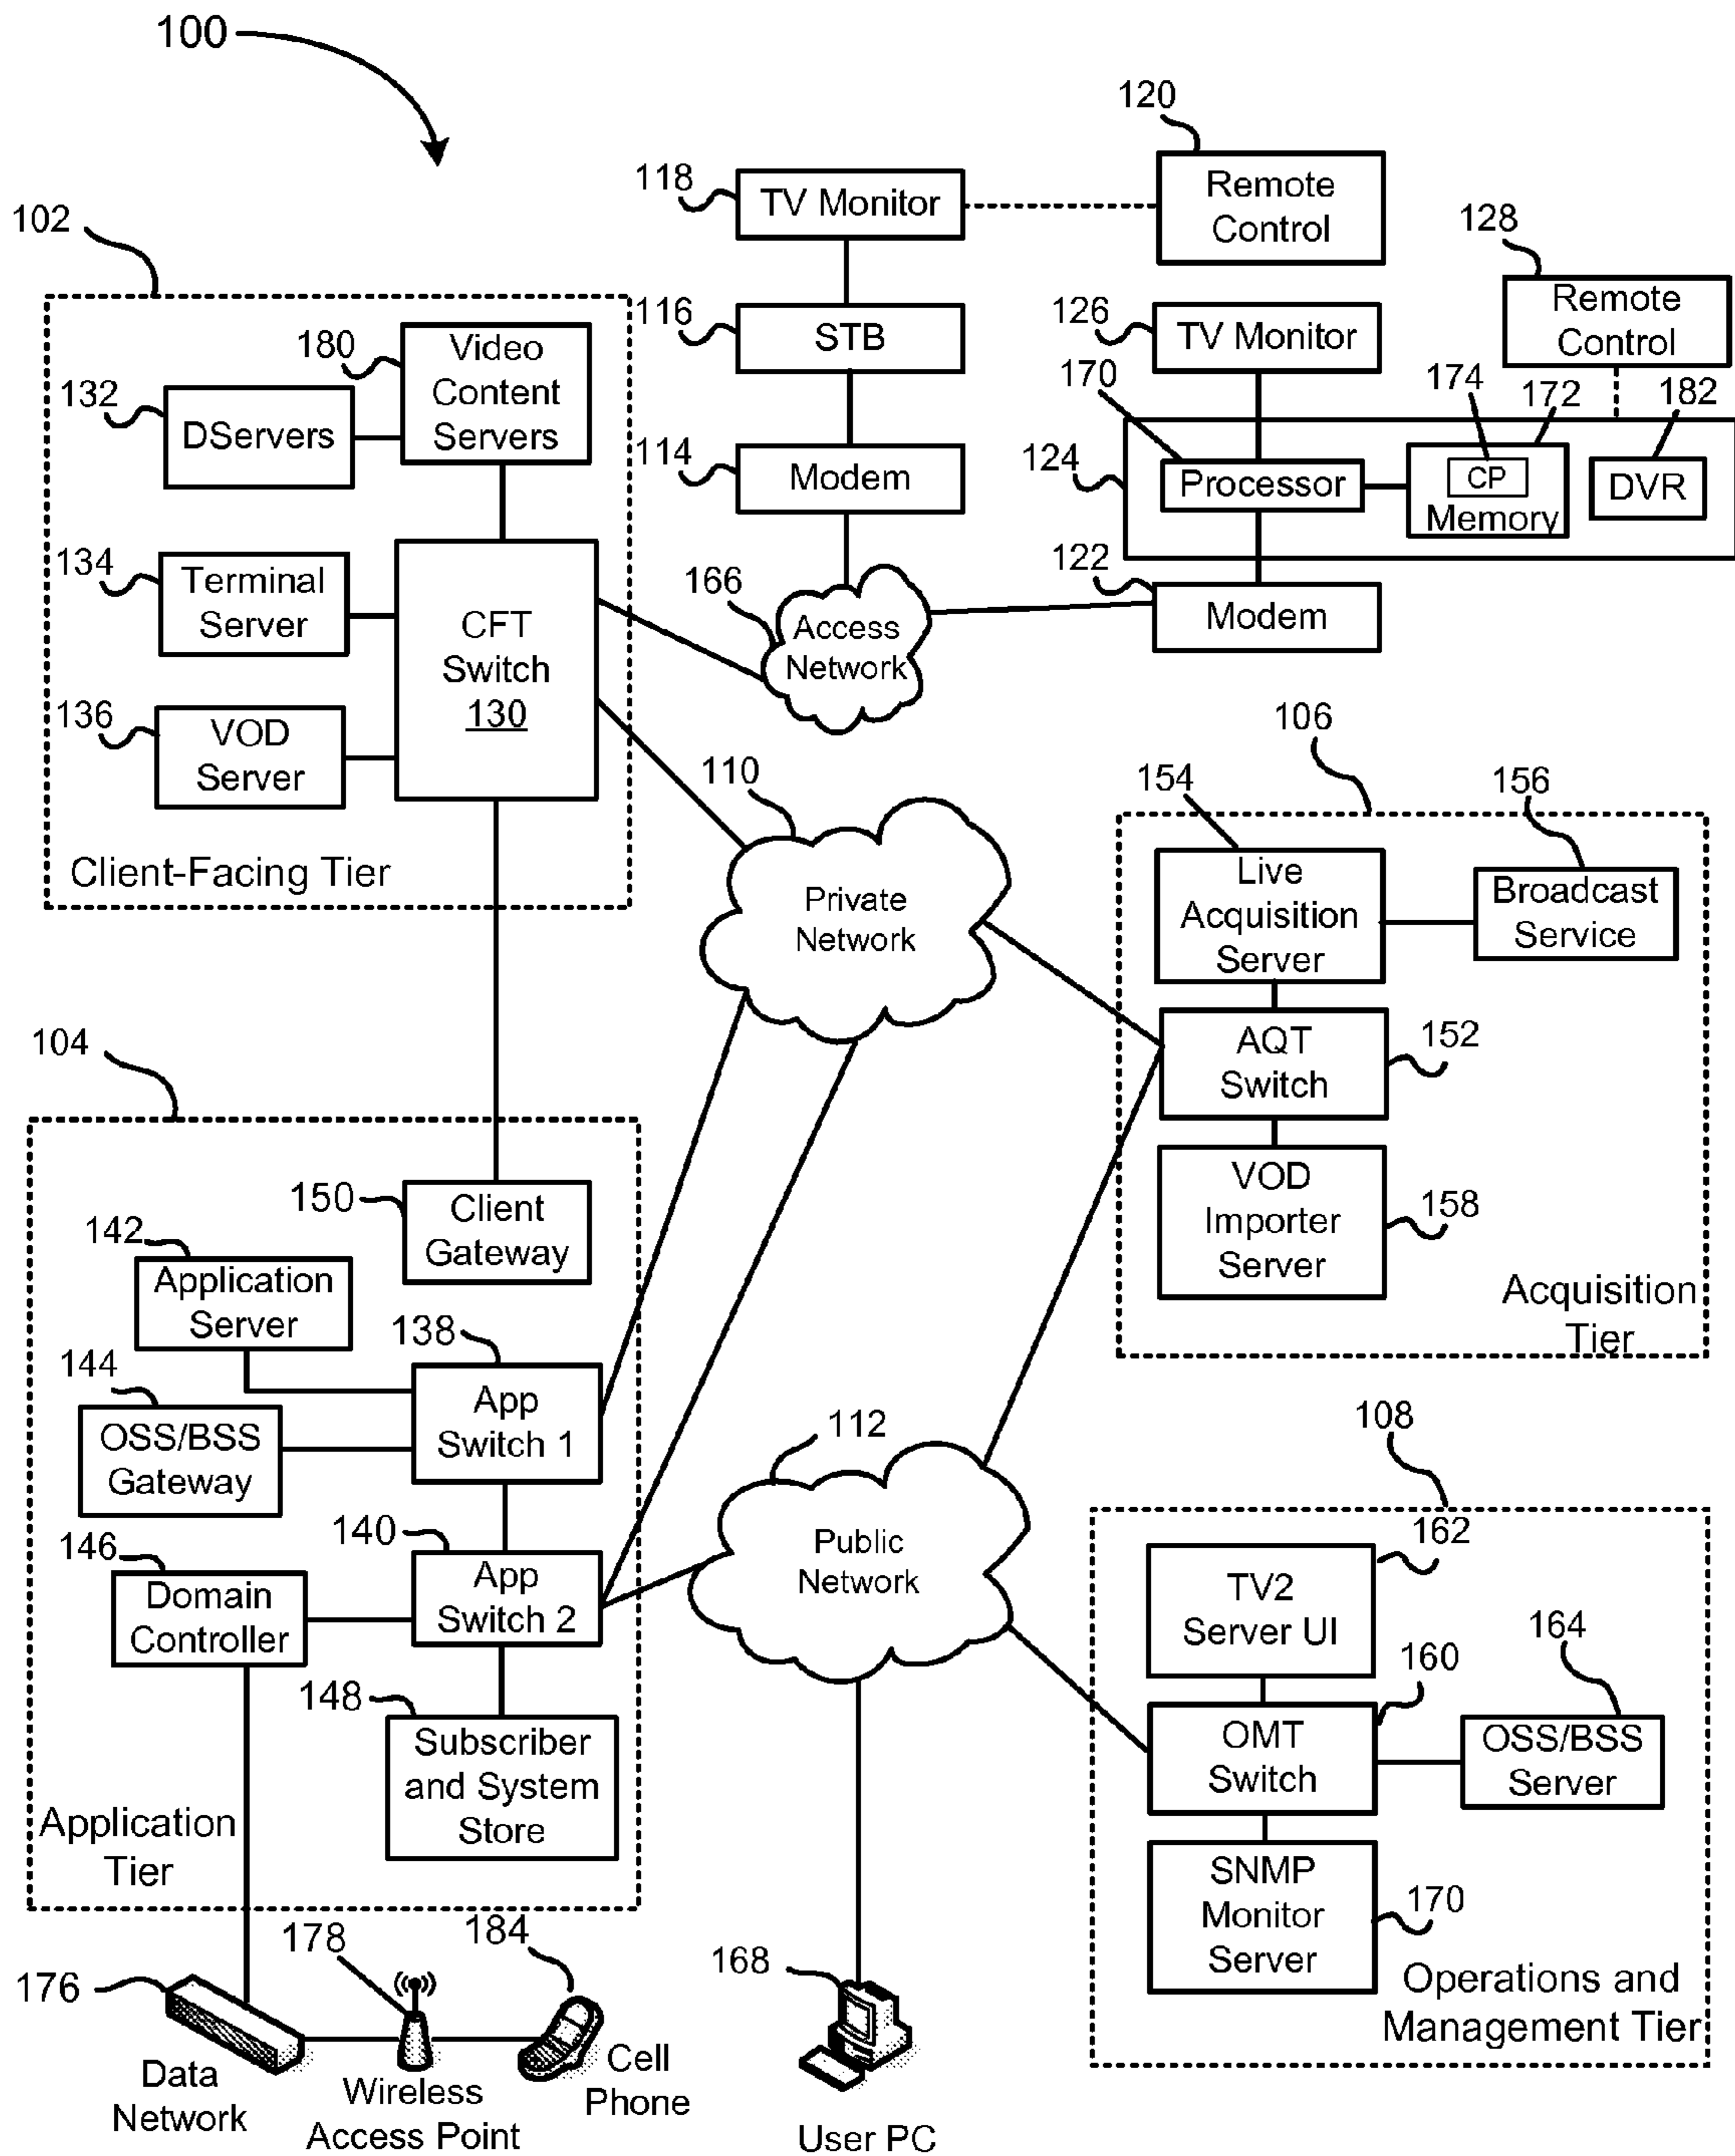 100
120
118
TV Monitor
Remote
Control
102
128
Remote
Control
116
STB
126
TV Monitor
180
Video
Content
Servers
132
DServers
170
174
172
182
114
Modem
124
Processor
CP
Memory
DVR
134
Terminal
Server
CFT
Switch
130
166
Access
Network
122
Modem
136
VOD
Server
Client-Facing Tier
110
Private
Network
106
154
156
Live
Acquisition
Server
Broadcast
Service
AQT
Switch
152
VOD
Importer
Server
158
Acquisition
Tier
104
150
Client
Gateway
142
Application
Server
138
App
Switch 1
144
OSS/BSS
Gateway
140
App
Switch 2
146
Domain
Controller
148
Subscriber
and System
Store
Application
Tier
112
Public
Network
108
162
TV2
Server UI
160
OMT
Switch
164
OSS/BSS
Server
SNMP
Monitor
Server
170
Operations and
Management Tier
176
Data
Network
178
Wireless
Access Point
184
Cell
Phone
168
User PC